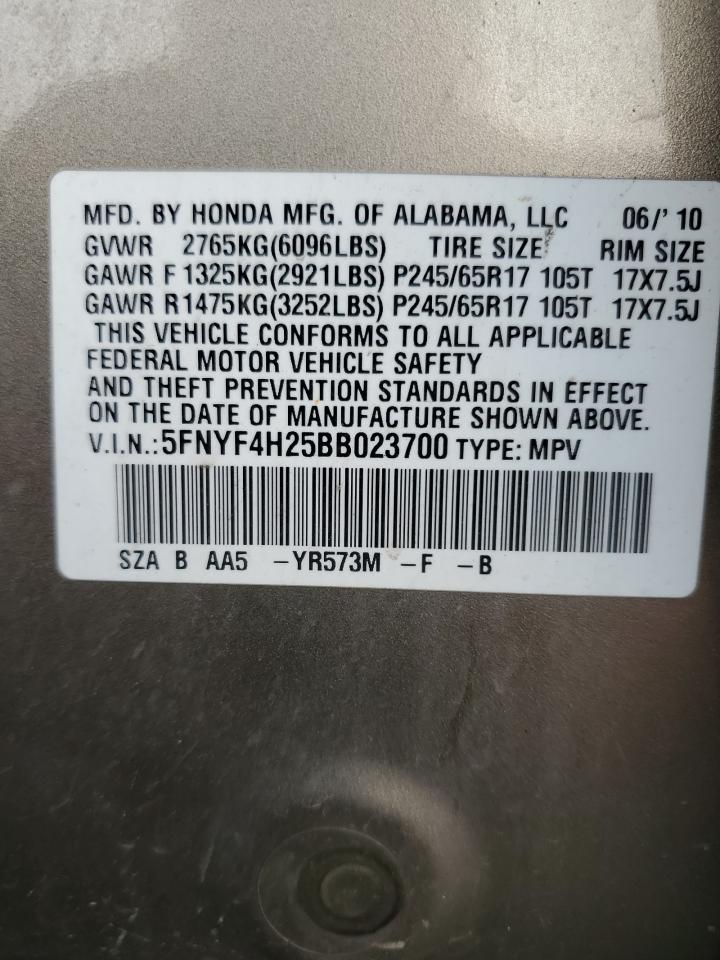 MFD. BY HONDA MFG. OF ALABAMA, LLC 06/' 10
GVWR 2765KG(6096LBS) TIRE SIZE RIM SIZE
GAWR F 1325KG(2921LBS) P245/65R17 105T 17X7.5J
GAWR R1475KG(3252LBS) P245/65R17 105T 17X7.5J
THIS VEHICLE CONFORMS TO ALL APPLICABLE
FEDERAL MOTOR VEHICLE SAFETY
AND THEFT PREVENTION STANDARDS IN EFFECT
ON THE DATE OF MANUFACTURE SHOWN ABOVE.
V.I.N.: 5FNYF4H25BB023700 TYPE: MPV
SZA B AA5 -YR573M -F -B